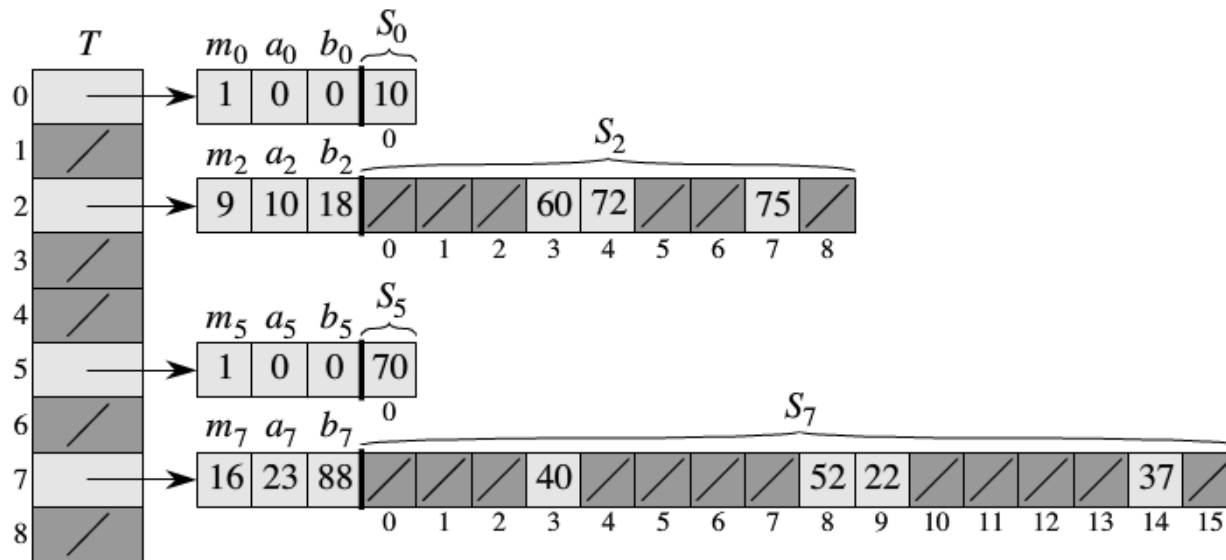 T m₀ a₀ b₀ S₀
0 1 0 0 10
0
1 m₂ a₂ b₂ S₂
2 9 10 18 60 72 75
3 0 1 2 3 4 5 6 7 8
4 m₅ a₅ b₅ S₅
5 1 0 0 70
0
6 m₇ a₇ b₇ S₇
7 16 23 88 40 52 22 37
8 0 1 2 3 4 5 6 7 8 9 10 11 12 13 14 15